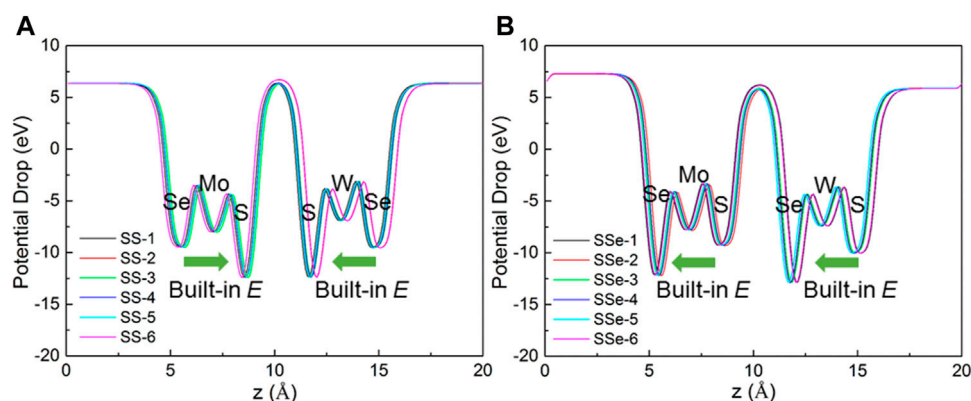 A
B
10
5
0
-5
-10
-15
-20
Potential Drop (eV)
Se
Mo
S
S
W
Se
SS-1
SS-2
SS-3
SS-4
SS-5
SS-6
Built-in E
Built-in E
0 5 10 15 20
z (Å)
10
5
0
-5
-10
-15
-20
Potential Drop (eV)
Se
Mo
S
Se
W
S
SSe-1
SSe-2
SSe-3
SSe-4
SSe-5
SSe-6
Built-in E
Built-in E
0 5 10 15 20
z (Å)